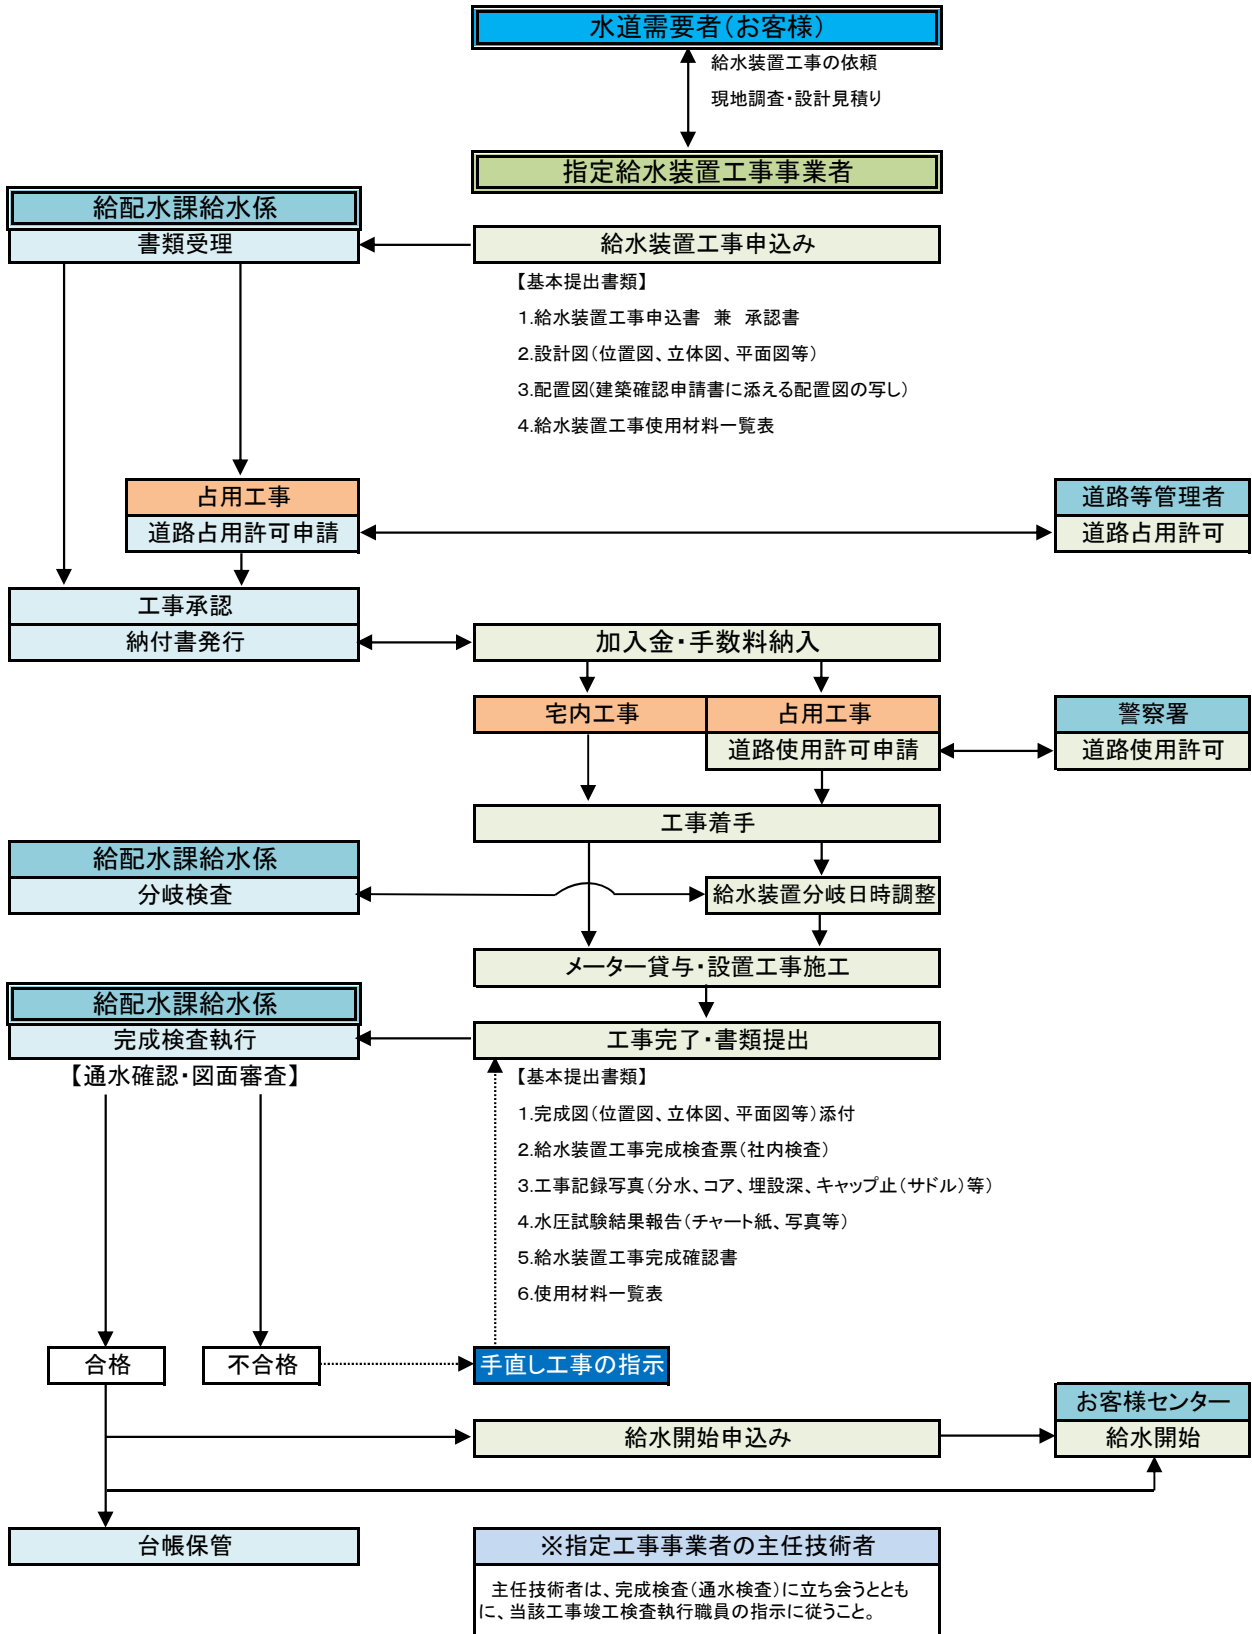 水道需要者(お客様)
給水装置工事の依頼
現地調査・設計見積り
指定給水装置工事事業者
給配水課給水係
書類受理
給水装置工事申込み
【基本提出書類】
1.給水装置工事申込書　兼　承認書
2.設計図(位置図、立体図、平面図等)
3.配置図(建築確認申請書に添える配置図の写し)
4.給水装置工事使用材料一覧表
占用工事
道路占用許可申請
道路等管理者
道路占用許可
工事承認
納付書発行
加入金・手数料納入
宅内工事
占用工事
道路使用許可申請
警察署
道路使用許可
工事着手
給配水課給水係
分岐検査
給水装置分岐日時調整
メーター貸与・設置工事施工
給配水課給水係
完成検査執行
【通水確認・図面審査】
工事完了・書類提出
【基本提出書類】
1.完成図(位置図、立体図、平面図等)添付
2.給水装置工事完成検査票(社内検査)
3.工事記録写真(分水、コア、埋設深、キャップ止(サドル)等)
4.水圧試験結果報告(チャート紙、写真等)
5.給水装置工事完成確認書
6.使用材料一覧表
合格
不合格
手直し工事の指示
お客様センター
給水開始申込み
給水開始
台帳保管
※指定工事事業者の主任技術者
主任技術者は、完成検査(通水検査)に立ち会うととも
に、当該工事竣工検査執行職員の指示に従うこと。